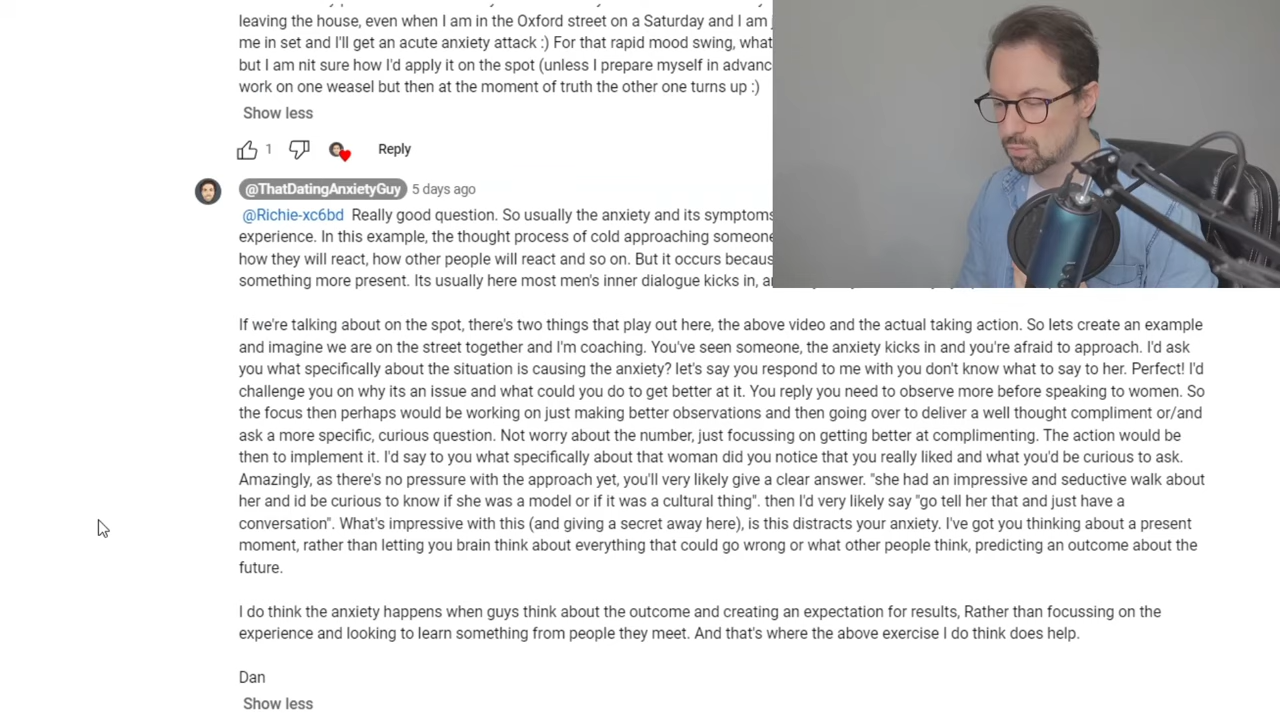 leaving the house, even when I am in the Oxford street on a Saturday and I am
me in set and I'll get an acute anxiety attack :) For that rapid mood swing, what
but I am nit sure how I'd apply it on the spot (unless I prepare myself in advanc
work on one weasel but then at the moment of truth the other one turns up :)
Show less
1
Reply
@ThatDatingAnxietyGuy 5 days ago
@Richie-xc6bd Really good question. So usually the anxiety and its symptoms
experience. In this example, the thought process of cold approaching someone
how they will react, how other people will react and so on. But it occurs becaus
something more present. Its usually here most men's inner dialogue kicks in,
If we're talking about on the spot, there's two things that play out here, the above video and the actual taking action. So lets create an example
and imagine we are on the street together and I'm coaching. You've seen someone, the anxiety kicks in and you're afraid to approach. I'd ask
you what specifically about the situation is causing the anxiety? let's say you respond to me with you don't know what to say to her. Perfect! I'd
challenge you on why its an issue and what could you do to get better at it. You reply you need to observe more before speaking to women. So
the focus then perhaps would be working on just making better observations and then going over to deliver a well thought compliment or/and
ask a more specific, curious question. Not worry about the number, just focussing on getting better at complimenting. The action would be
then to implement it. I'd say to you what specifically about that woman did you notice that you really liked and what you'd be curious to ask.
Amazingly, as there's no pressure with the approach yet, you'll very likely give a clear answer. "she had an impressive and seductive walk about
her and id be curious to know if she was a model or if it was a cultural thing". then I'd very likely say "go tell her that and just have a
conversation". What's impressive with this (and giving a secret away here), is this distracts your anxiety. I've got you thinking about a present
moment, rather than letting you brain think about everything that could go wrong or what other people think, predicting an outcome about the
future.
I do think the anxiety happens when guys think about the outcome and creating an expectation for results, Rather than focussing on the
experience and looking to learn something from people they meet. And that's where the above exercise I do think does help.
Dan
Show less